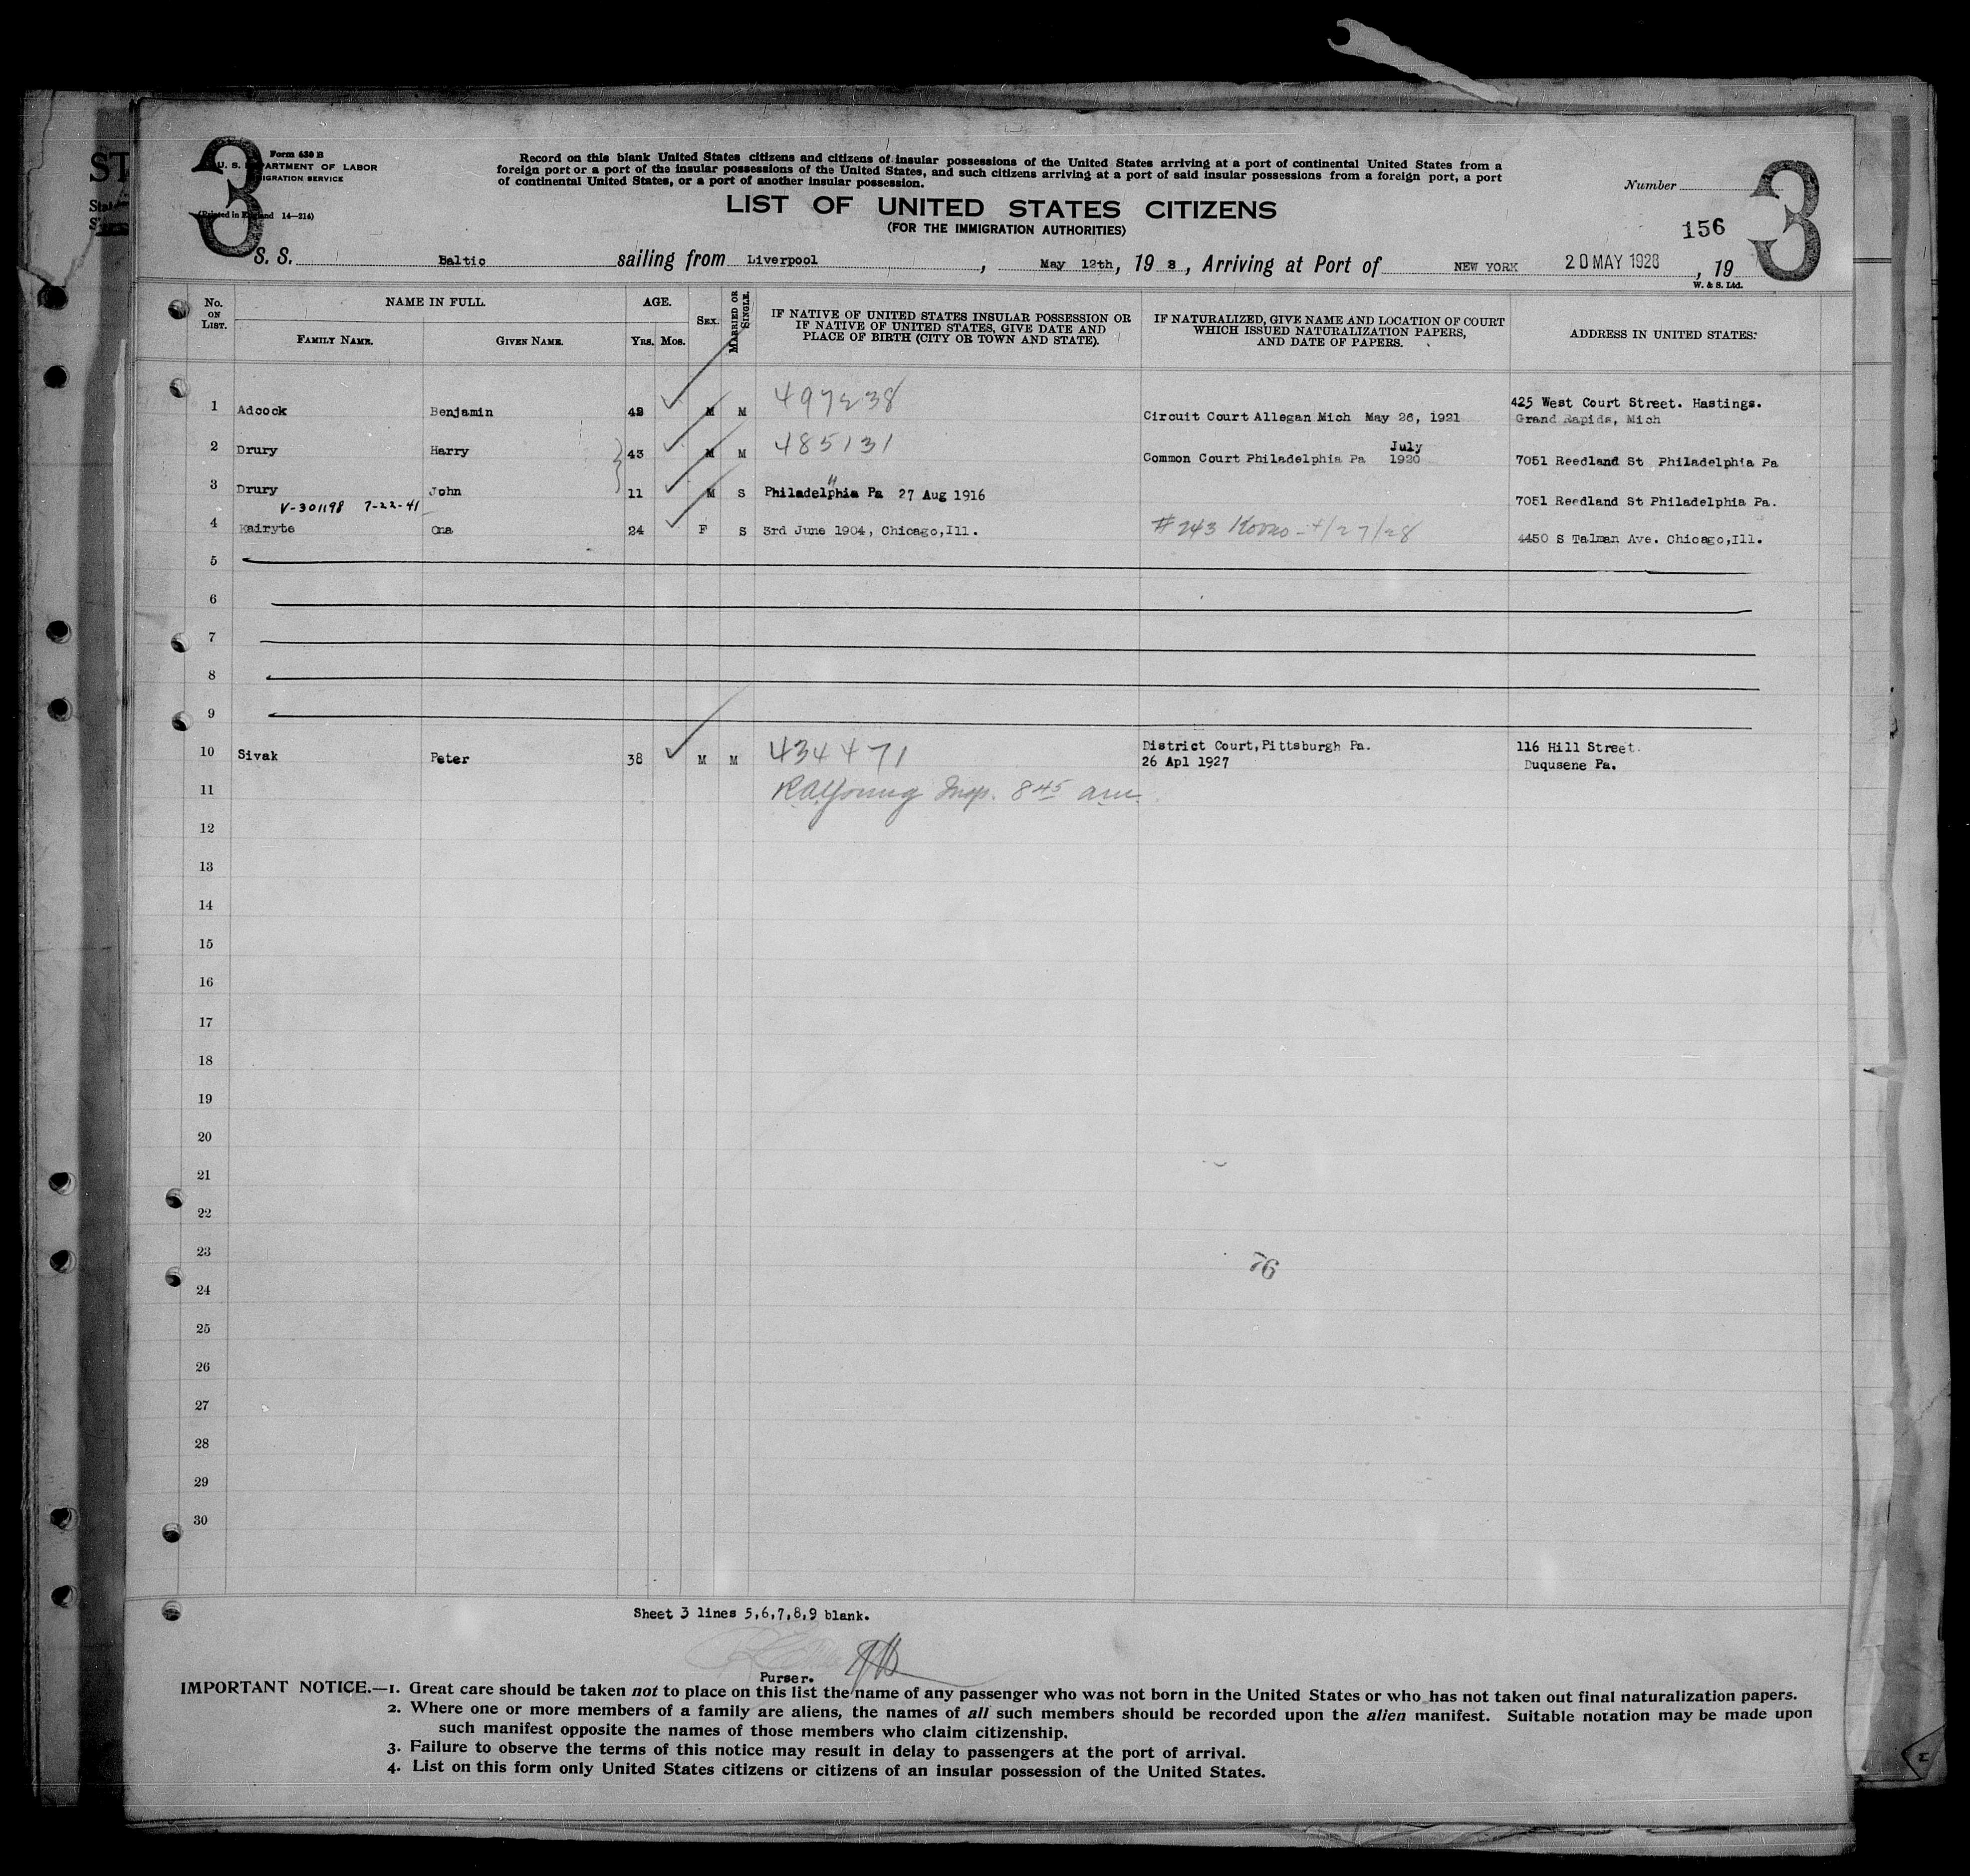 3
3
Form 630 B
U. S. DEPARTMENT OF LABOR
IMMIGRATION SERVICE
(Printed in England 14—214)
Record on this blank United States citizens and citizens of insular possessions of the United States arriving at a port of continental United States from a
foreign port or a port of the insular possessions of the United States, and such citizens arriving at a port of said insular possessions from a foreign port, a port
of continental United States, or a port of another insular possession.
Number
LIST OF UNITED STATES CITIZENS
(FOR THE IMMIGRATION AUTHORITIES)
156
S. S. Baltic sailing from Liverpool, May 12th, 19 8, Arriving at Port of NEW YORK 20 MAY 1928, 19
W. & S. Ltd.
No. ON LIST. NAME IN FULL. FAMILY NAME. GIVEN NAME. AGE. YRS. MOS. SEX. MARRIED OR SINGLE. IF NATIVE OF UNITED STATES INSULAR POSSESSION OR IF NATIVE OF UNITED STATES, GIVE DATE AND PLACE OF BIRTH (CITY OR TOWN AND STATE). IF NATURALIZED, GIVE NAME AND LOCATION OF COURT WHICH ISSUED NATURALIZATION PAPERS, AND DATE OF PAPERS. ADDRESS IN UNITED STATES.
1 Adcock Benjamin 48 M M 497238 Circuit Court Allegan Mich May 26, 1921 425 West Court Street. Hastings.
Grand Rapids, Mich
2 Drury Harry 43 M M 485131 Common Court Philadelphia Pa July 1920 7051 Reedland St Philadelphia Pa
3 Drury John 11 M S Philadelphia Pa 27 Aug 1916 7051 Reedland St Philadelphia Pa.
V-301198 7-22-41
4 Kairyte Ona 24 F S 3rd June 1904, Chicago,Ill. #243 Kovno - 4/27/28 4450 S Talman Ave. Chicago,Ill.
5
6
7
8
9
10 Sivak Peter 38 M M 434471 District Court,Pittsburgh Pa. 26 Apl 1927 116 Hill Street.
Duqusene Pa.
11 R.A. Young Insp. 8 45 am
12
13
14
15
16
17
18
19
20
21
22
23
76
24
25
26
27
28
29
30
Sheet 3 lines 5,6,7,8,9 blank.
Purser.
IMPORTANT NOTICE.—1. Great care should be taken not to place on this list the name of any passenger who was not born in the United States or who has not taken out final naturalization papers.
2. Where one or more members of a family are aliens, the names of all such members should be recorded upon the alien manifest. Suitable notation may be made upon
such manifest opposite the names of those members who claim citizenship.
3. Failure to observe the terms of this notice may result in delay to passengers at the port of arrival.
4. List on this form only United States citizens or citizens of an insular possession of the United States.